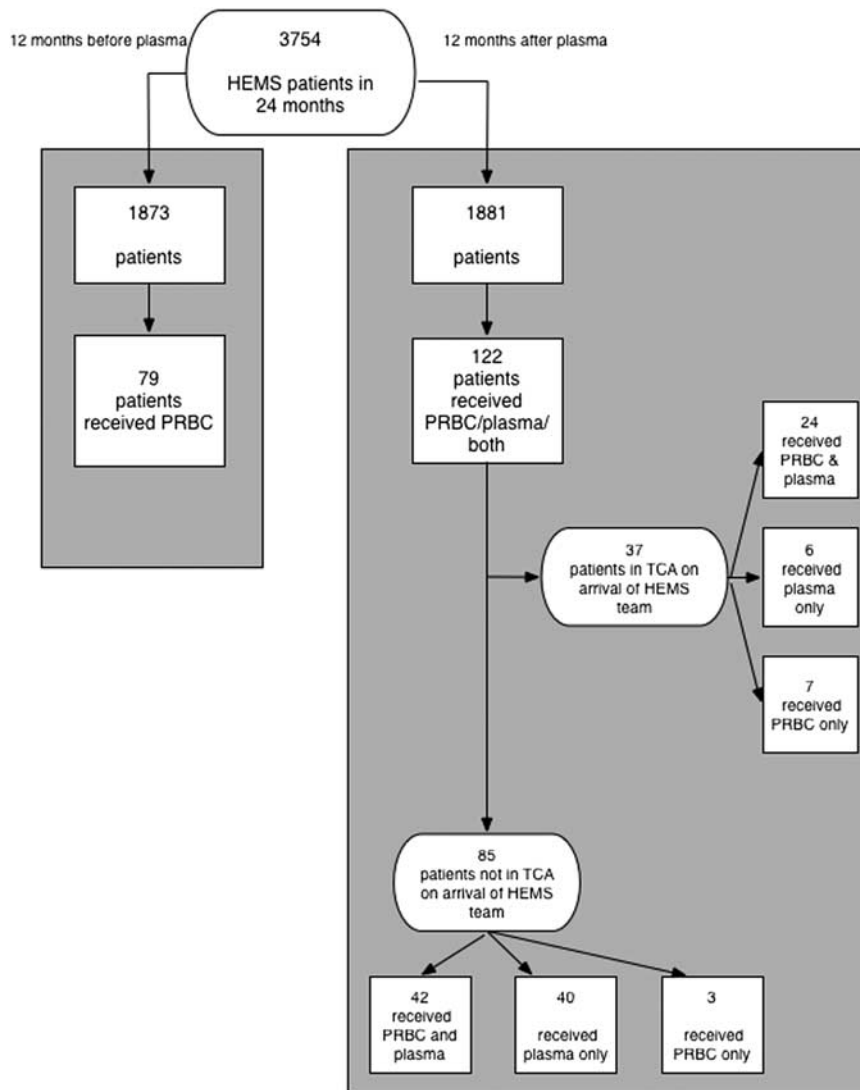 12 months before plasma
3754
HEMS patients in
24 months
12 months after plasma
1873
patients
1881
patients
79
patients
received PRBC
122
patients
received
PRBC/plasma/
both
24
received
PRBC &
plasma
37
patients in TCA on
arrival of HEMS
team
6
received
plasma
only
7
received
PRBC only
85
patients not in TCA
on arrival of HEMS
team
42
received
PRBC and
plasma
40
received
plasma only
3
received
PRBC only